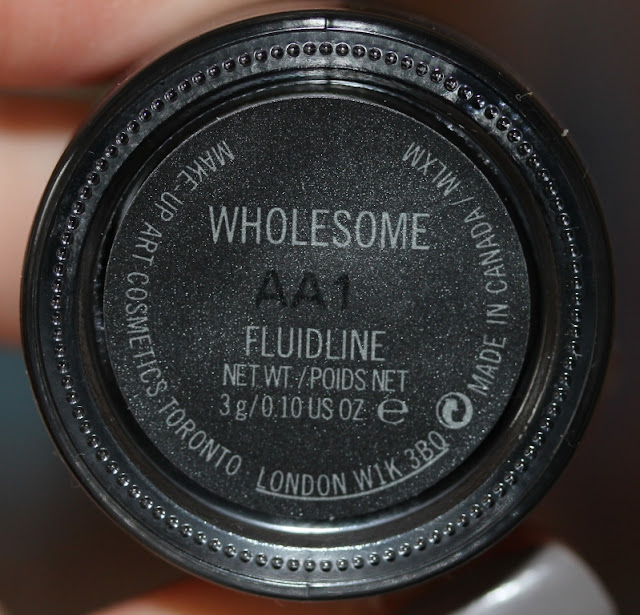 WHOLESOME
AA1
FLUIDLINE
NET WT./POIDS NET
3 g/0.10 US OZ e
MAKE-UP ART COSMETICS TORONTO LONDON W1K 3BQ MADE IN CANADA/MLXM